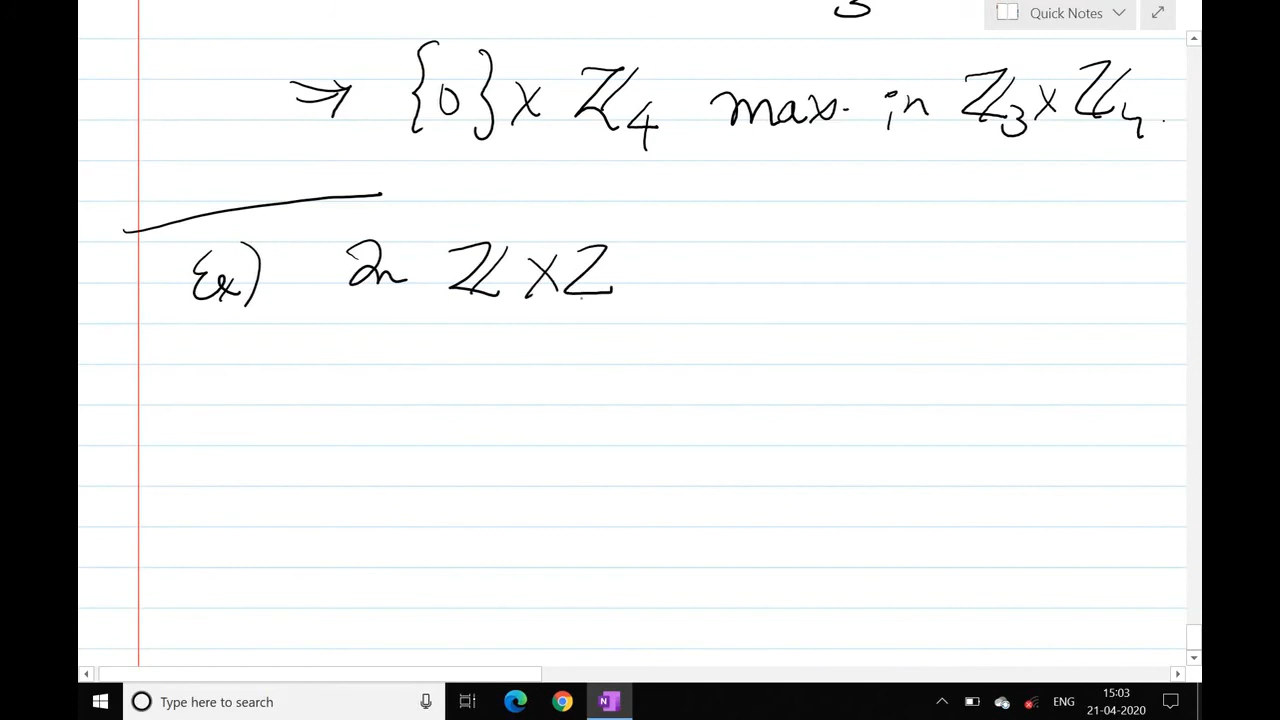 Quick Notes
⇒ {0} × ℤ₄ max. in ℤ₃ × ℤ₄.
Ex) In ℤ × Z
Type here to search
ENG
15:03
21-04-2020